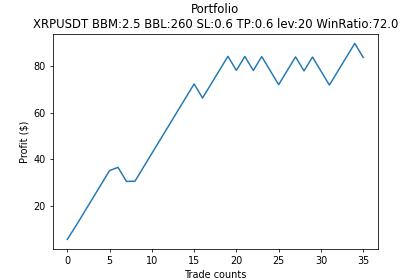 Portfolio
XRPUSDT BBM:2.5 BBL:260 SL:0.6 TP:0.6 lev:20 WinRatio:72.0
80
60
40
20
Profit ($)
0 5 10 15 20 25 30 35
Trade counts